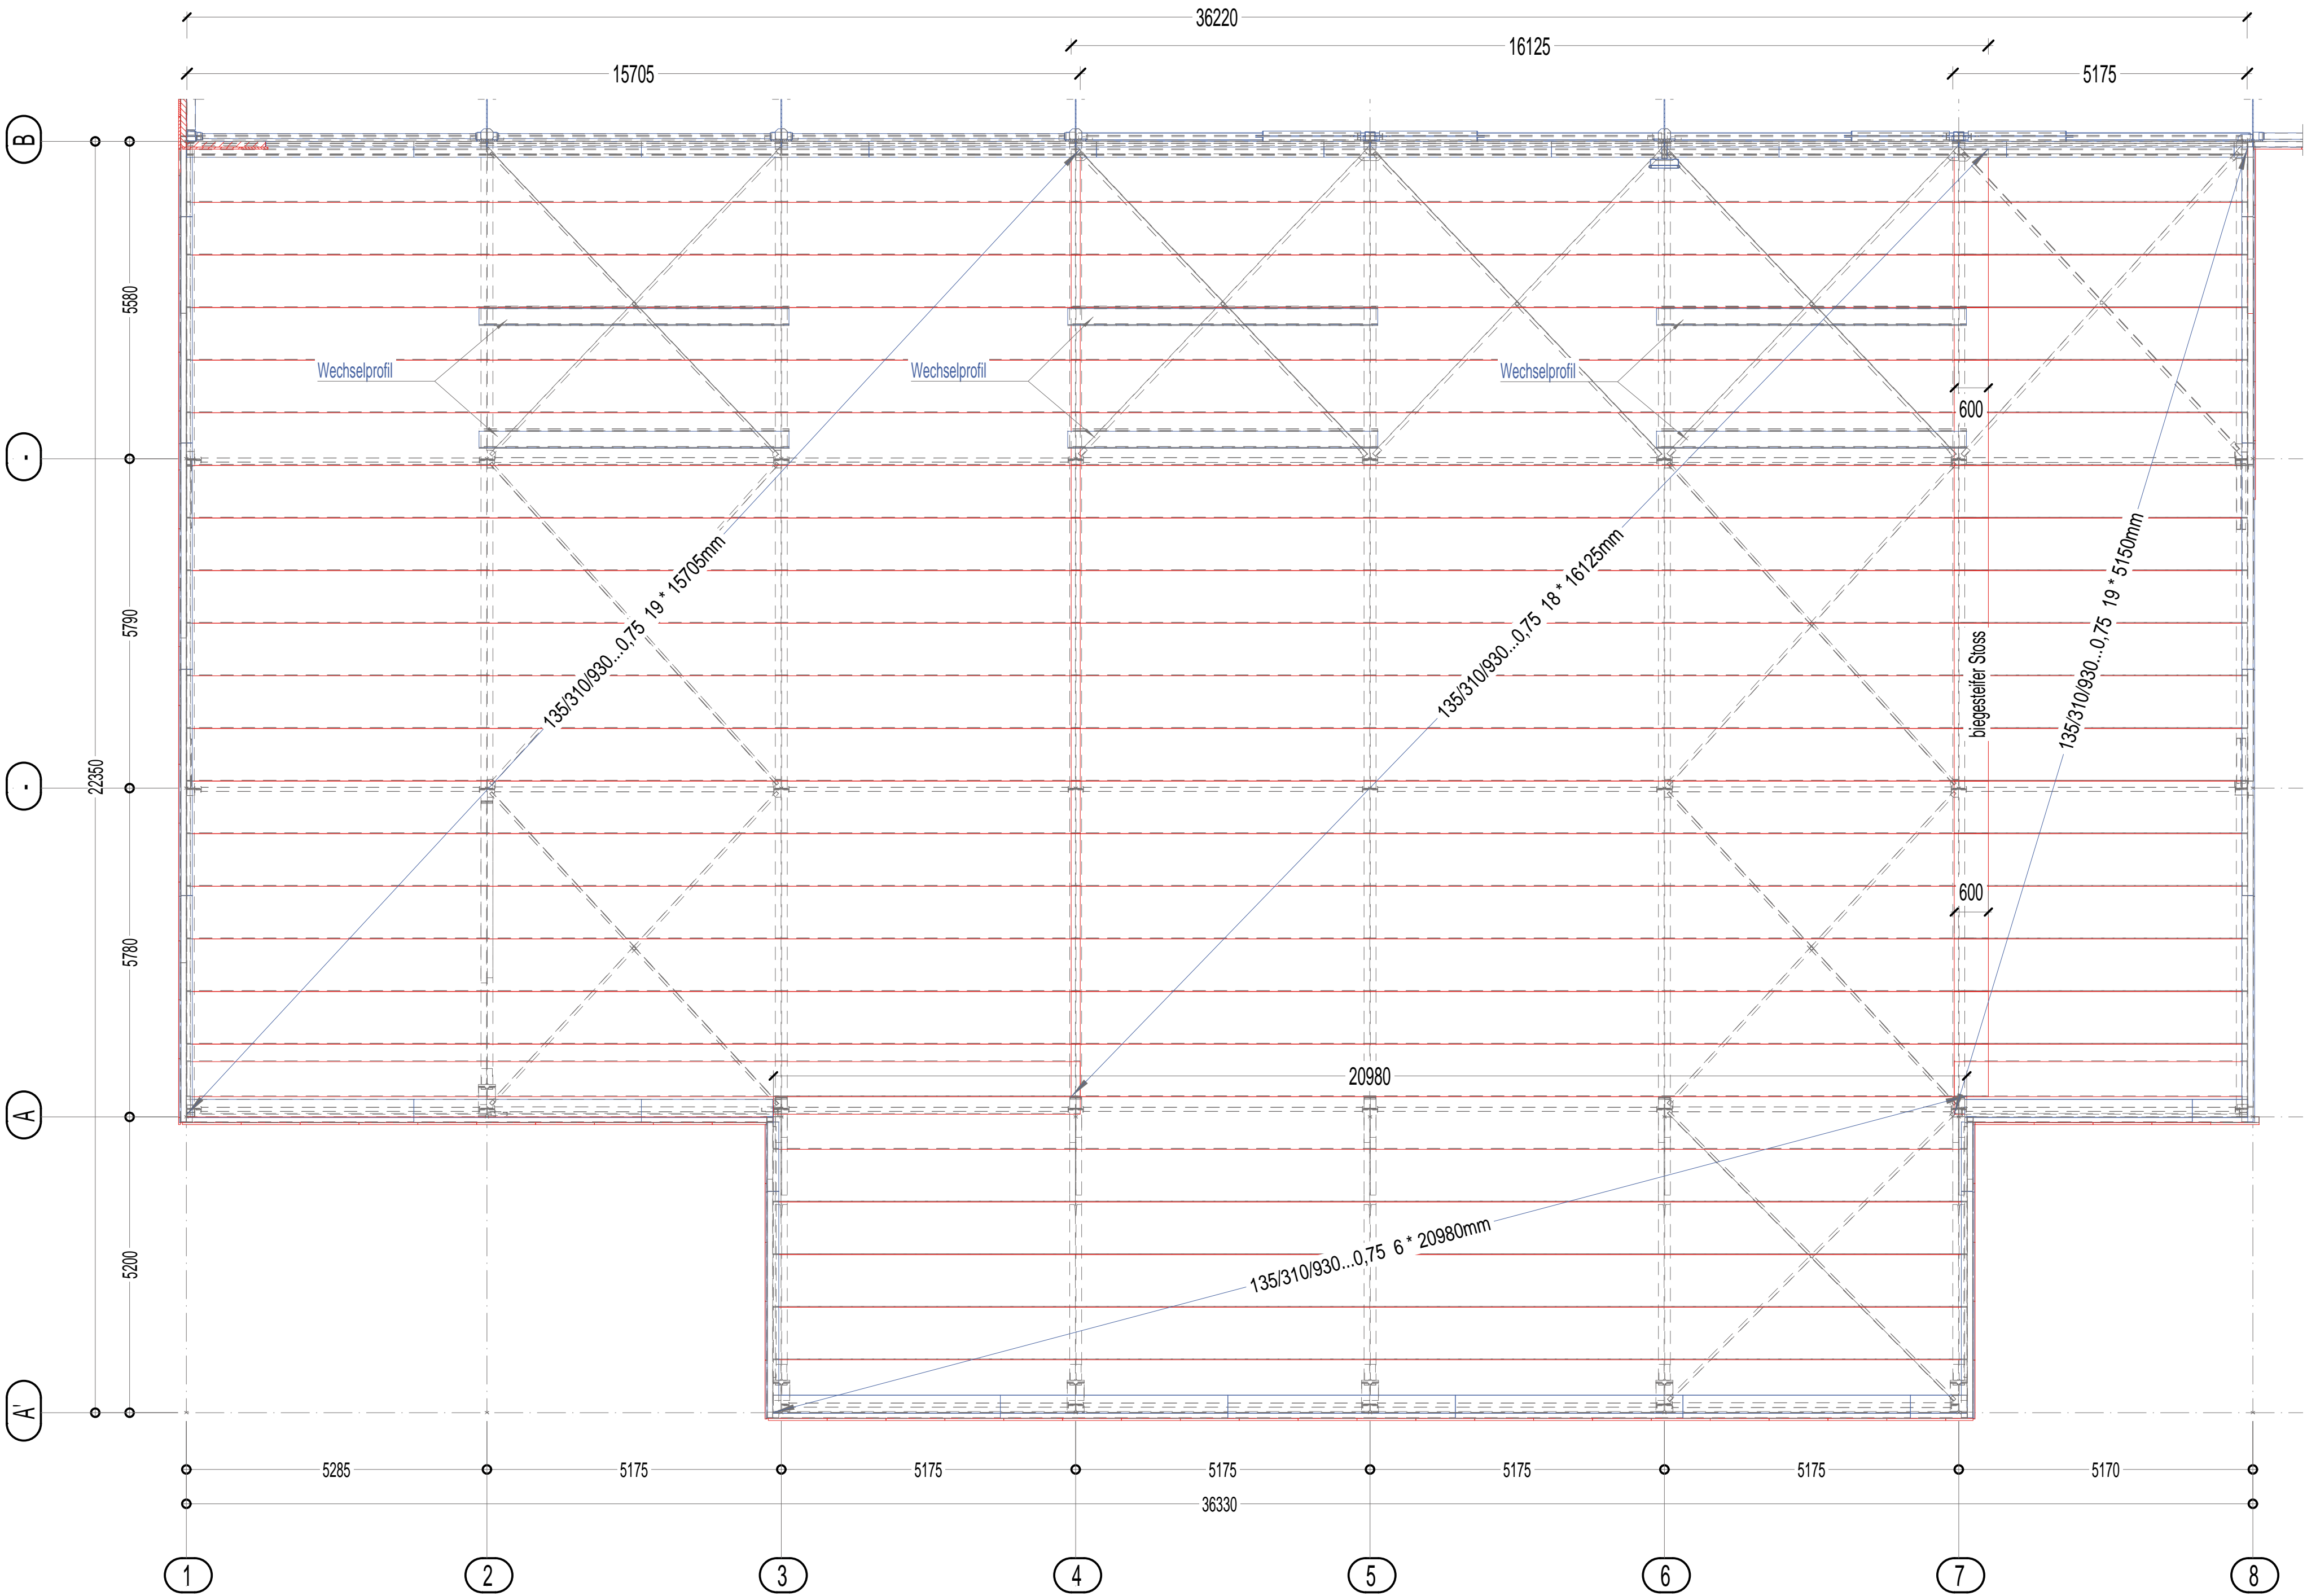 36220
16125
15705
5175
B
5580
Wechselprofil
Wechselprofil
Wechselprofil
600
-
135/310/930...0,75 19 * 15705mm
135/310/930...0,75 18 * 16125mm
135/310/930...0,75 19 * 5150mm
5790
biegesteifer Stoss
22350
-
600
5780
20980
A
5200
135/310/930...0,75 6 * 20980mm
A'
5285
5175
5175
5175
5175
5175
5170
36330
1
2
3
4
5
6
7
8